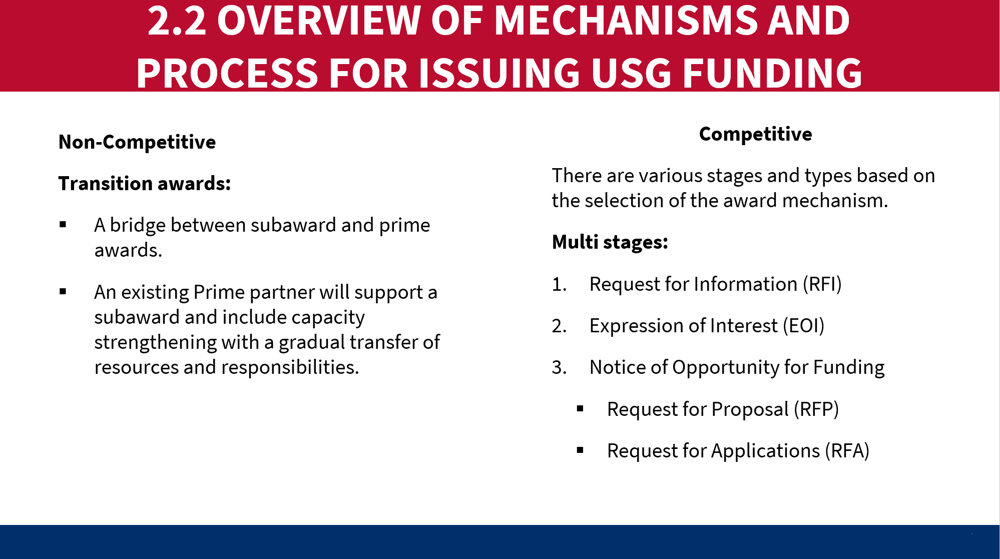 2.2 OVERVIEW OF MECHANISMS AND
PROCESS FOR ISSUING USG FUNDING
Non-Competitive
Transition awards:
▪ A bridge between subaward and prime
awards.
▪ An existing Prime partner will support a
subaward and include capacity
strengthening with a gradual transfer of
resources and responsibilities.
Competitive
There are various stages and types based on
the selection of the award mechanism.
Multi stages:
1. Request for Information (RFI)
2. Expression of Interest (EOI)
3. Notice of Opportunity for Funding
▪ Request for Proposal (RFP)
▪ Request for Applications (RFA)